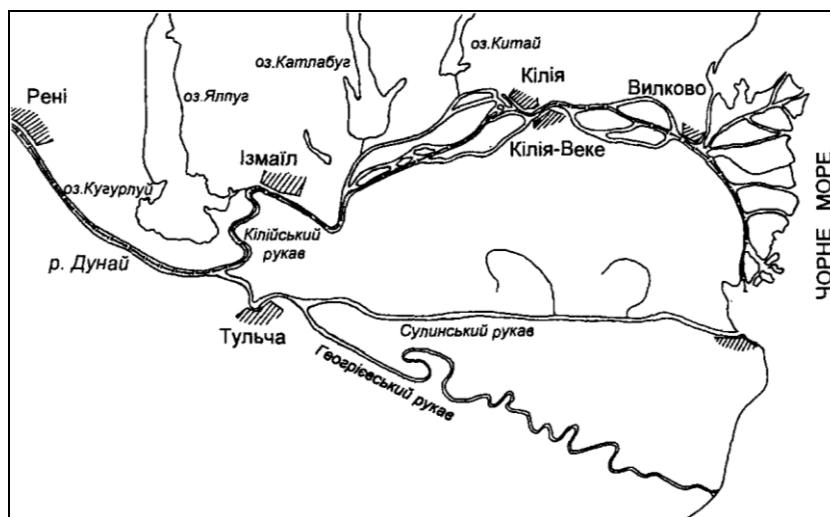 оз.Китай
оз.Катлабуг
Кілія
Вилково
Рені
оз.Ялпуг
Кілія-Веке
Ізмаїл
оз.Кугурлуй
Кілійський
рукав
р. Дунай
ЧОРНЕ МОРЕ
Сулинський рукав
Тульча
Геогрієвський рукав